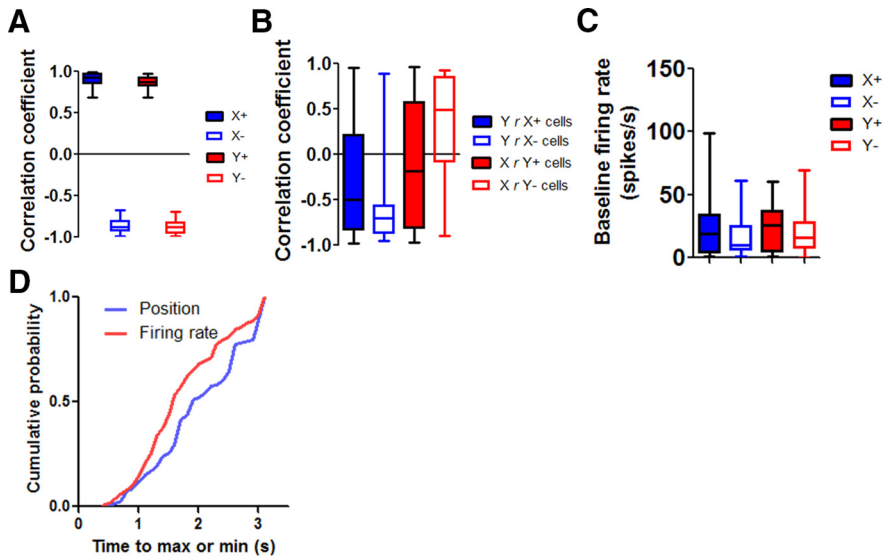 A
Correlation coefficient
1.0
0.5
0.0
-0.5
-1.0
X+
X-
Y+
Y-
B
Correlation coefficient
1.0
0.5
0.0
-0.5
-1.0
Y r X+ cells
Y r X- cells
X r Y+ cells
X r Y- cells
C
Baseline firing rate
(spikes/s)
150
100
50
0
X+
X-
Y+
Y-
D
Cumulative probability
1.0
0.5
0.0
Position
Firing rate
0 1 2 3
Time to max or min (s)